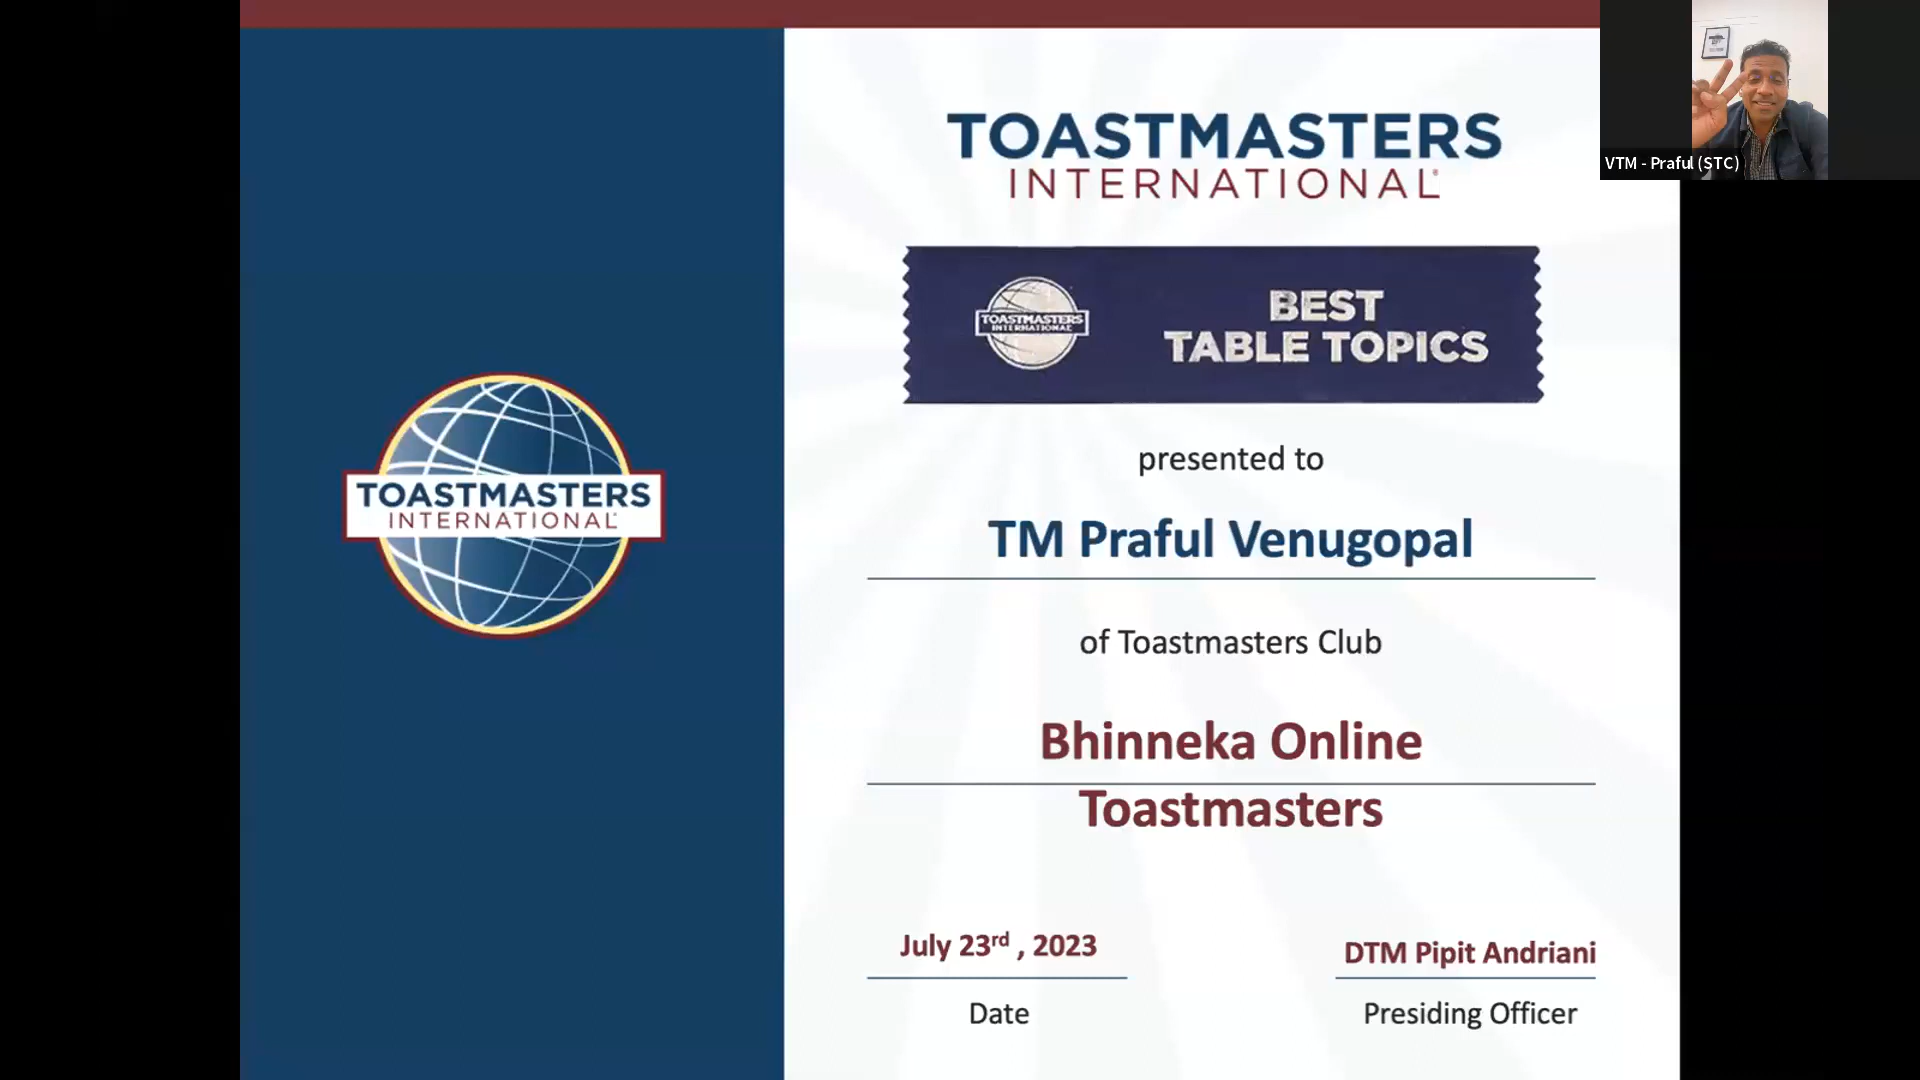 TOASTMASTERS
INTERNATIONAL
VTM - Praful (STC)
TOASTMASTERS
INTERNATIONAL
BEST
TABLE TOPICS
presented to
TM Praful Venugopal
of Toastmasters Club
TOASTMASTERS
INTERNATIONAL
Bhinneka Online
Toastmasters
July 23rd , 2023
DTM Pipit Andriani
Date
Presiding Officer